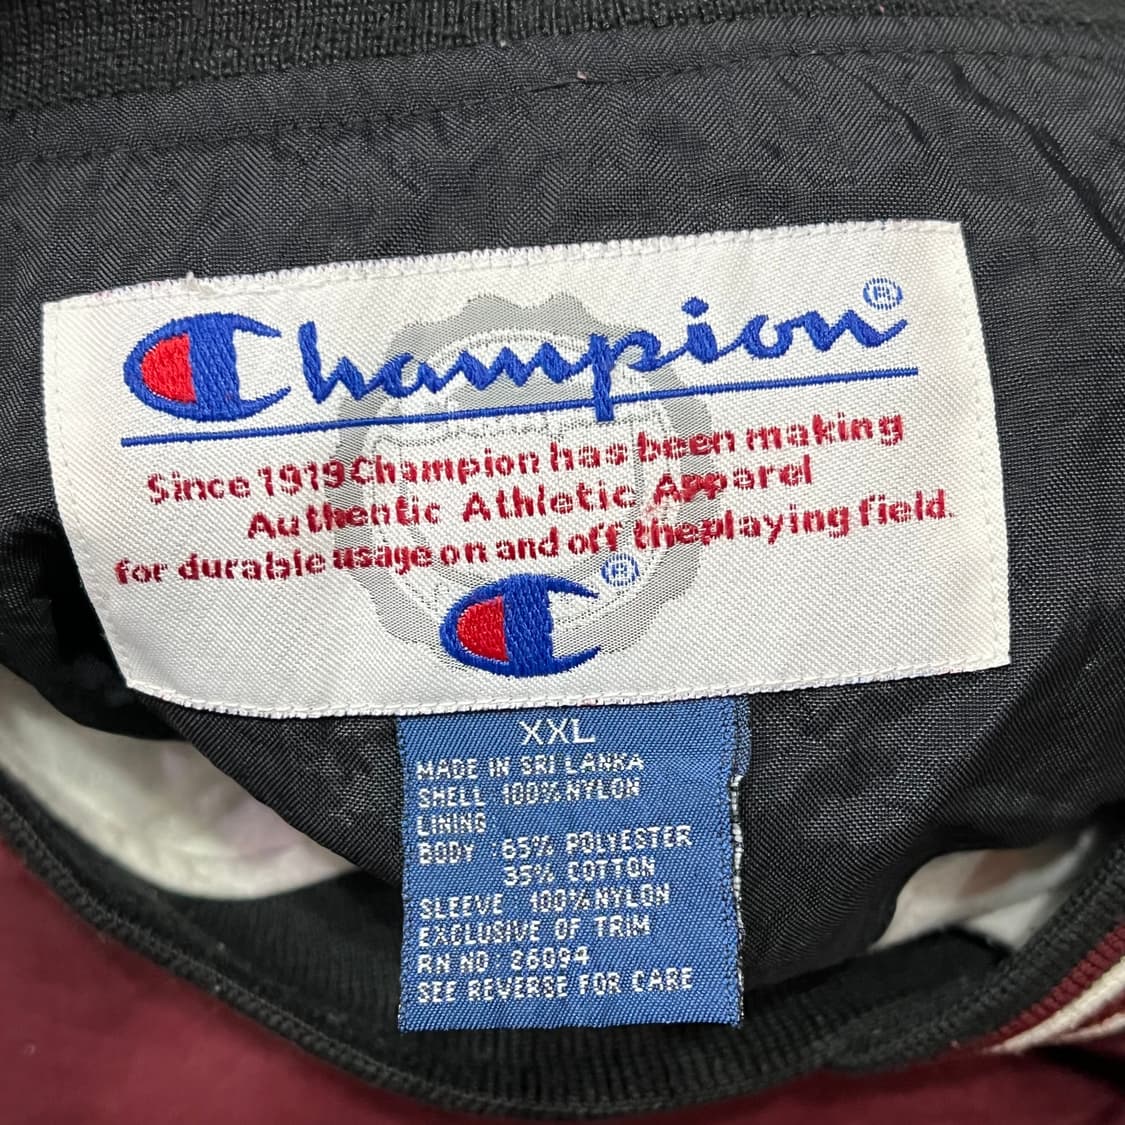 Champion®
Since 1919 Champion has been making
Authentic Athletic Apparel
for durable usage on and off the playing field.
®
XXL
MADE IN SRI LANKA
SHELL 100% NYLON
LINING
BODY : 65% POLYESTER
35% COTTON
SLEEVE 100% NYLON
EXCLUSIVE OF TRIM
RN NO : 26094
SEE REVERSE FOR CARE